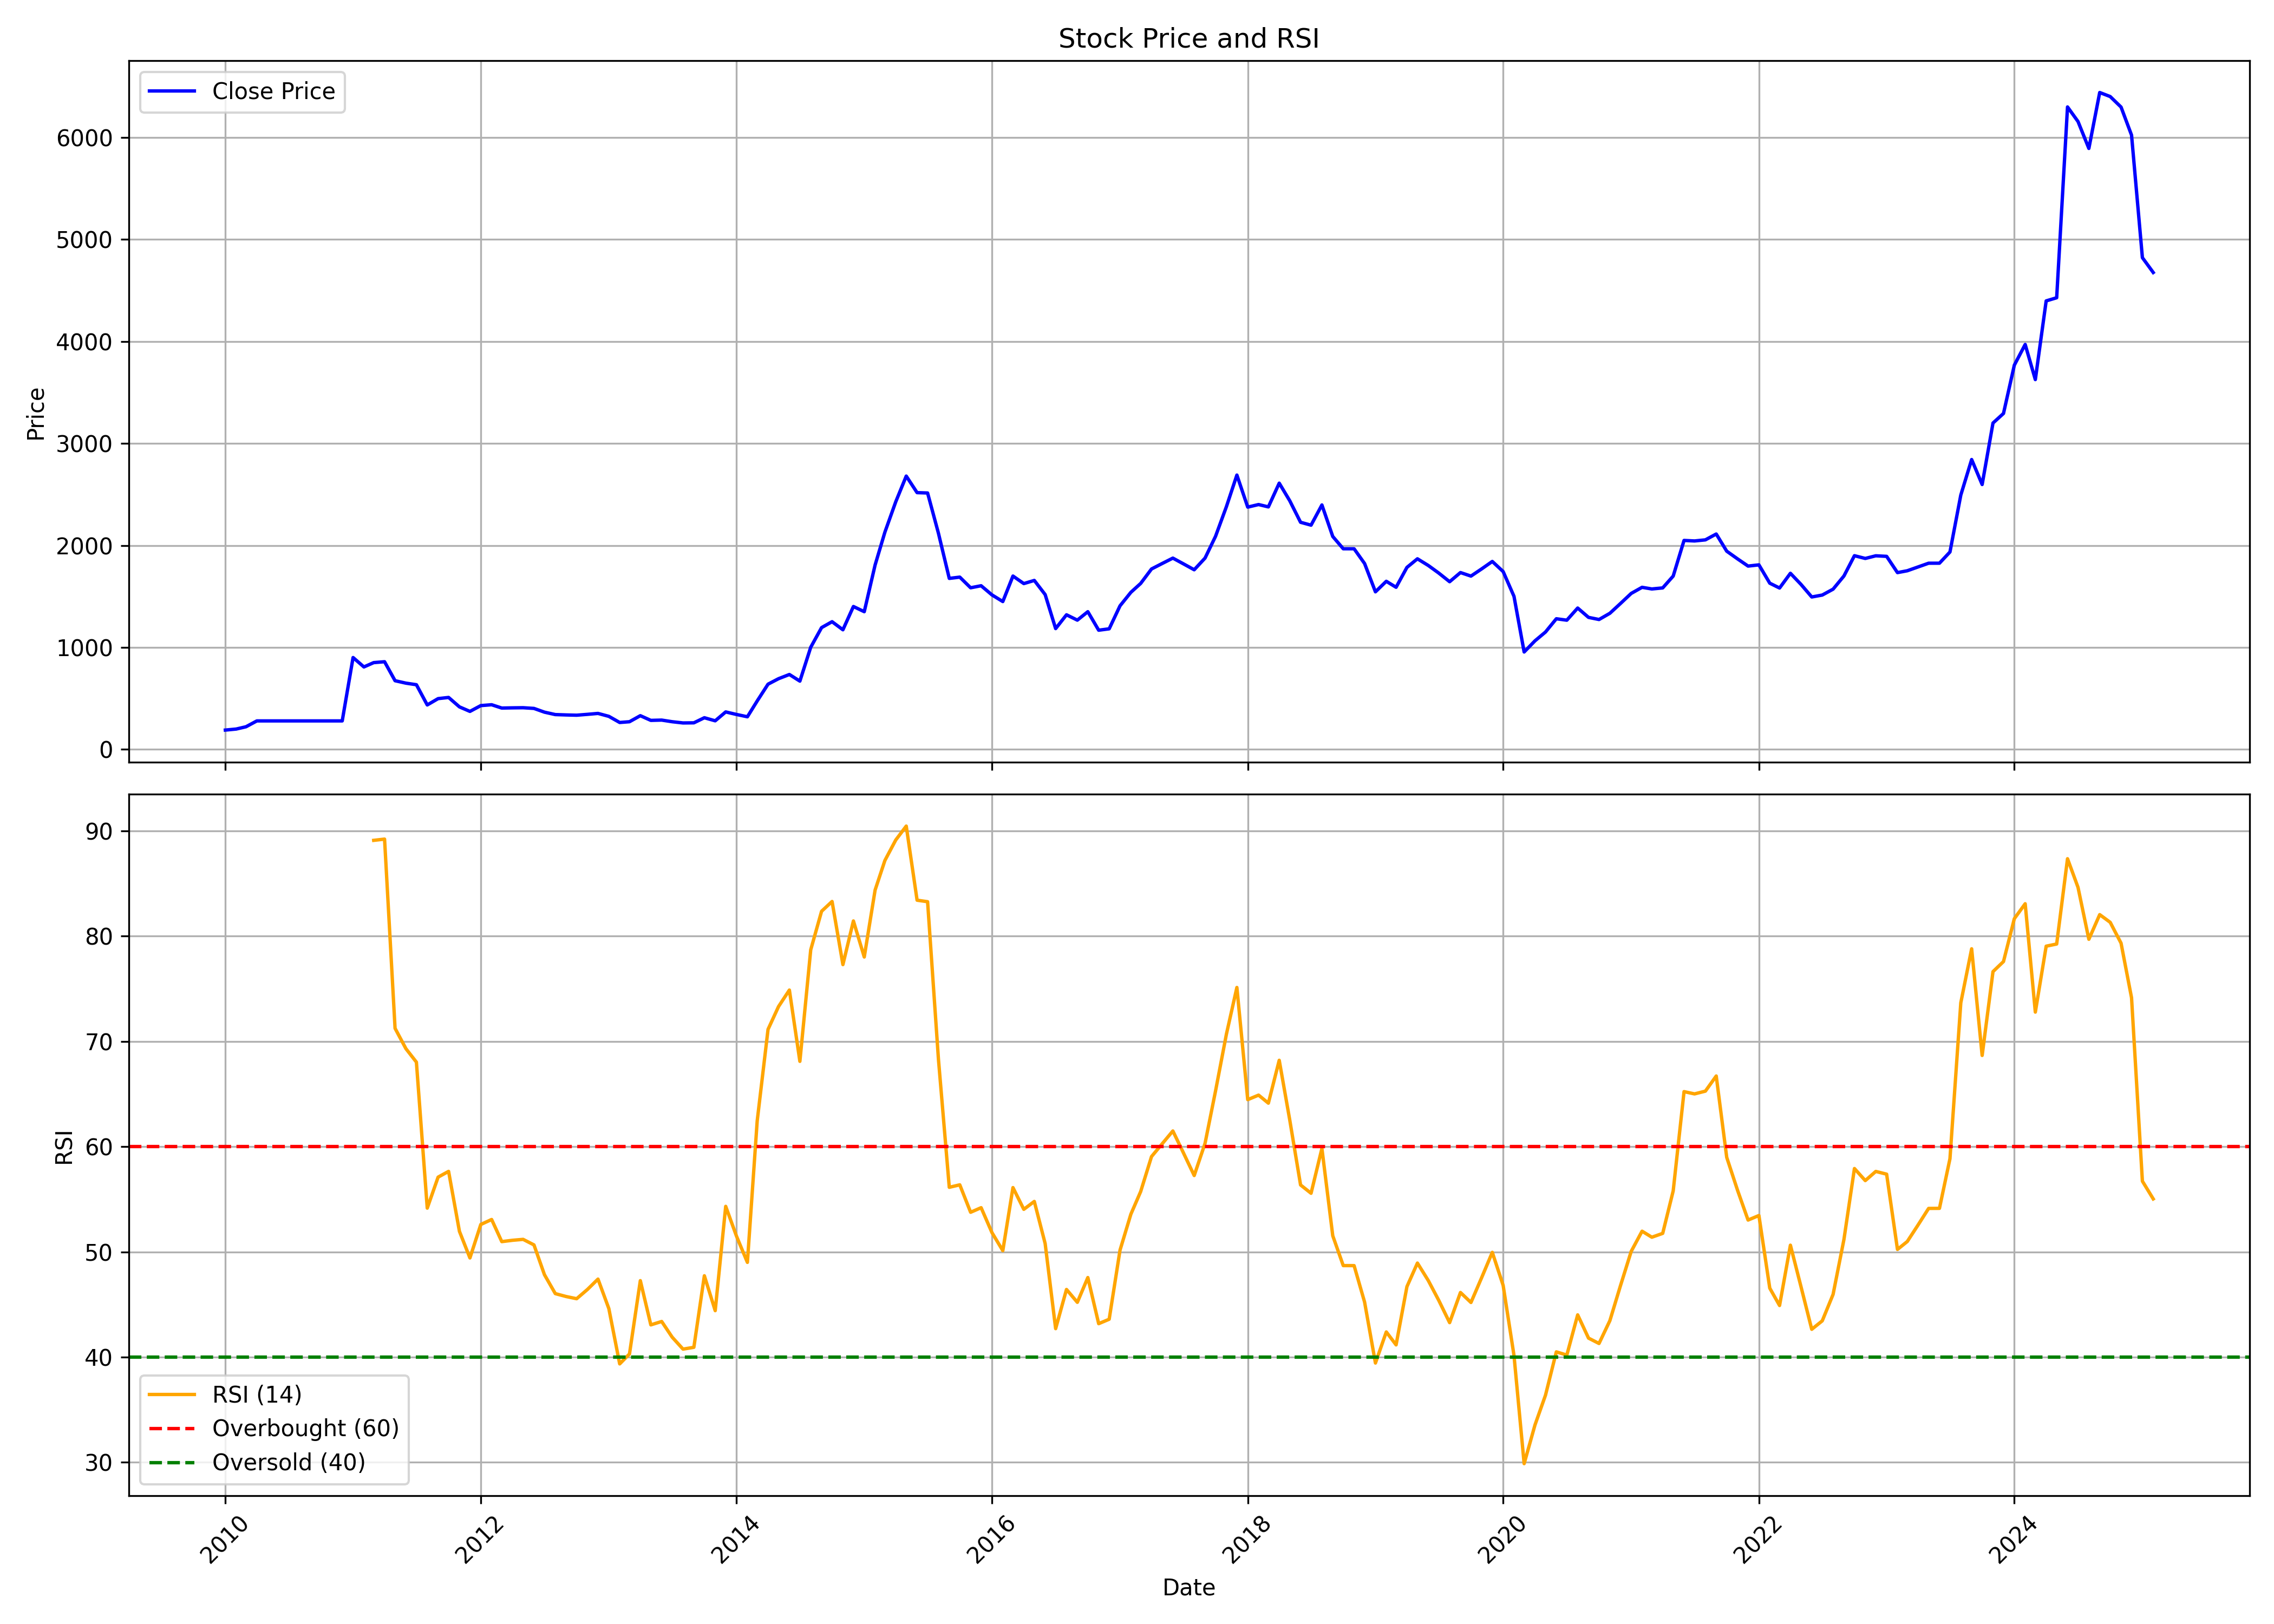 Stock Price and RSI
Close Price
6000
5000
4000
3000
2000
1000
0
Price
90
80
70
60
50
40
30
RSI
RSI (14)
Overbought (60)
Oversold (40)
2010
2012
2014
2016
2018
2020
2022
2024
Date